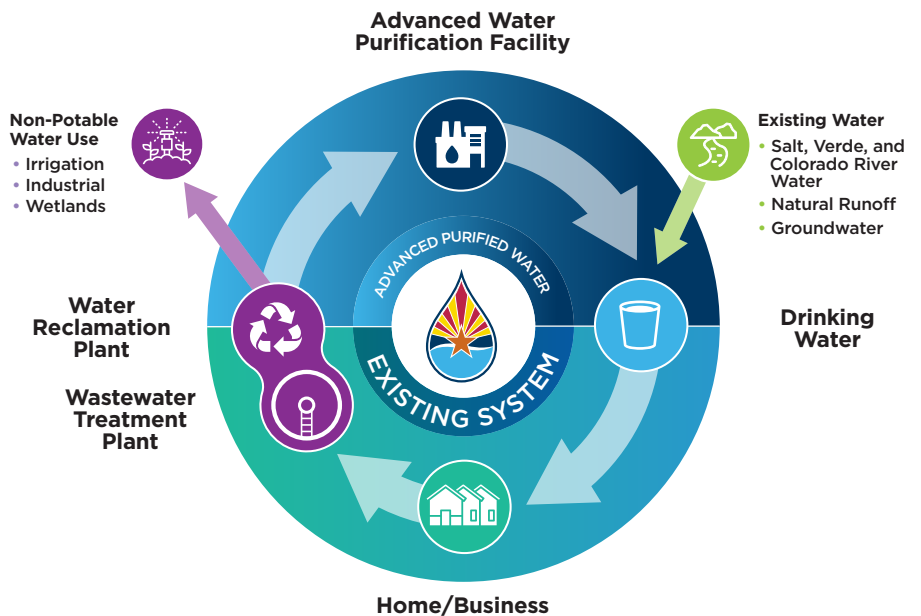 Advanced Water
Purification Facility
Non-Potable
Water Use
• Irrigation
• Industrial
• Wetlands
Existing Water
• Salt, Verde, and
Colorado River
Water
• Natural Runoff
• Groundwater
ADVANCED PURIFIED WATER
EXISTING SYSTEM
Water
Reclamation
Plant
Drinking
Water
Wastewater
Treatment
Plant
Home/Business